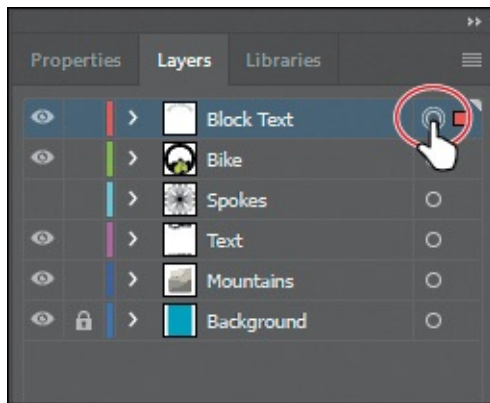 Properties Layers Libraries
Block Text
Bike
Spokes
Text
Mountains
Background